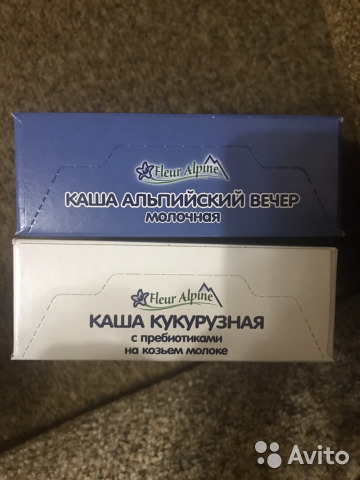 Fleur Alpine
КАША АЛЬПИЙСКИЙ ВЕЧЕР
МОЛОЧНАЯ
Fleur Alpine
КАША КУКУРУЗНАЯ
с пребиотиками
на козьем молоке
Avito